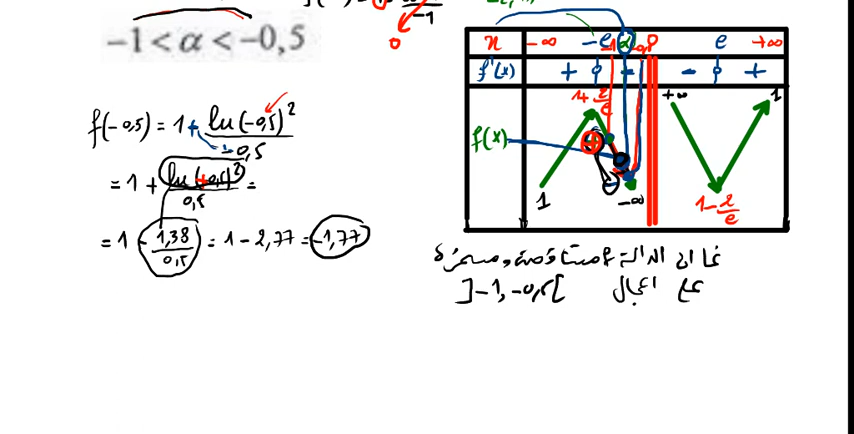 −1 < α < −0,5
f(−0,5) = 1 + ln(−0,5)² / −0,5
= 1 + ln(+0,5)² / 0,5 =
= 1 − 1,38 / 0,5 = 1 − 2,77 = −1,77
x −∞ −e α 0 e +∞
f'(x) + 0 − − 0 + 
f(x) 1 1+2/e −∞ +∞ 1−2/e 1
فإن الدالة f متناقصة ومستمرة
على المجال ]−1, −0,5[